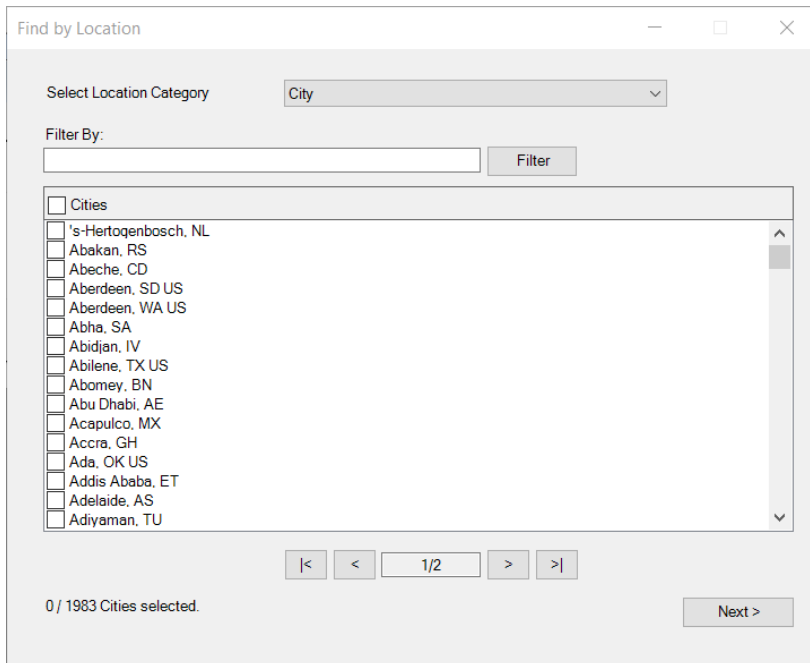 Find by Location
Select Location Category City
Filter By:
Filter
Cities
's-Hertogenbosch, NL
Abakan, RS
Abeche, CD
Aberdeen, SD US
Aberdeen, WA US
Abha, SA
Abidjan, IV
Abilene, TX US
Abomey, BN
Abu Dhabi, AE
Acapulco, MX
Accra, GH
Ada, OK US
Addis Ababa, ET
Adelaide, AS
Adiyaman, TU
|< < 1/2 > >|
0 / 1983 Cities selected.
Next >